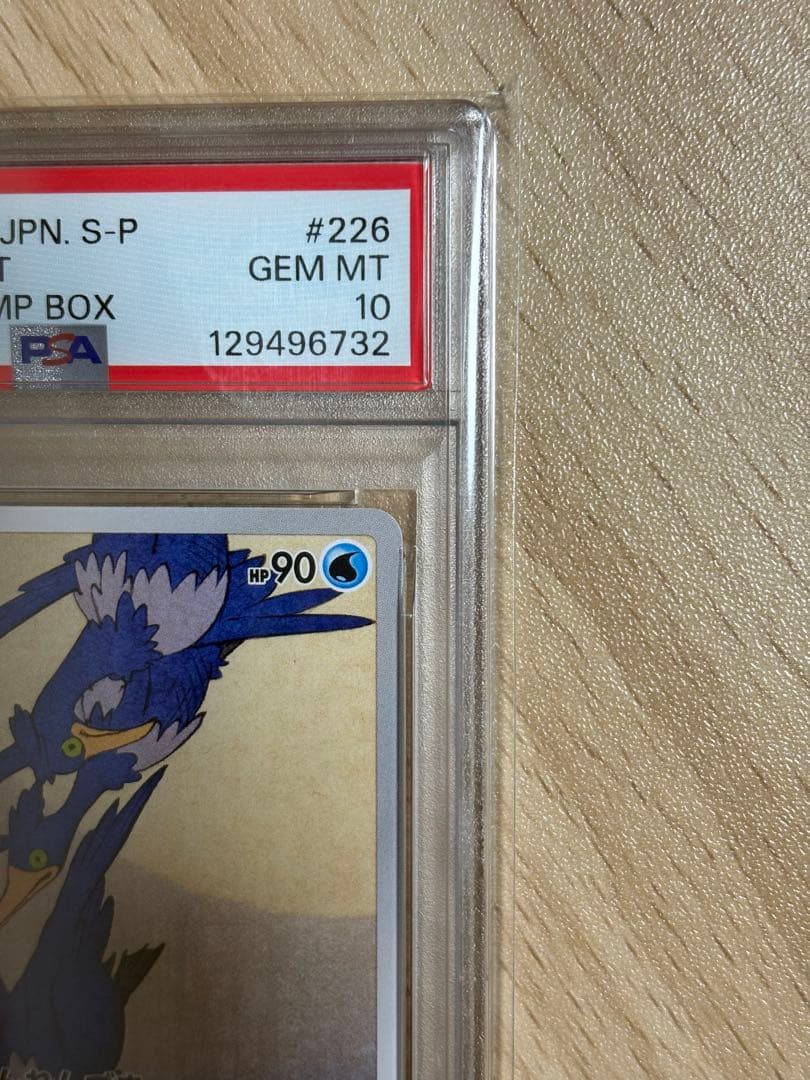 JPN. S-P #226
T GEM MT
MP BOX 10
PSA 129496732
HP90